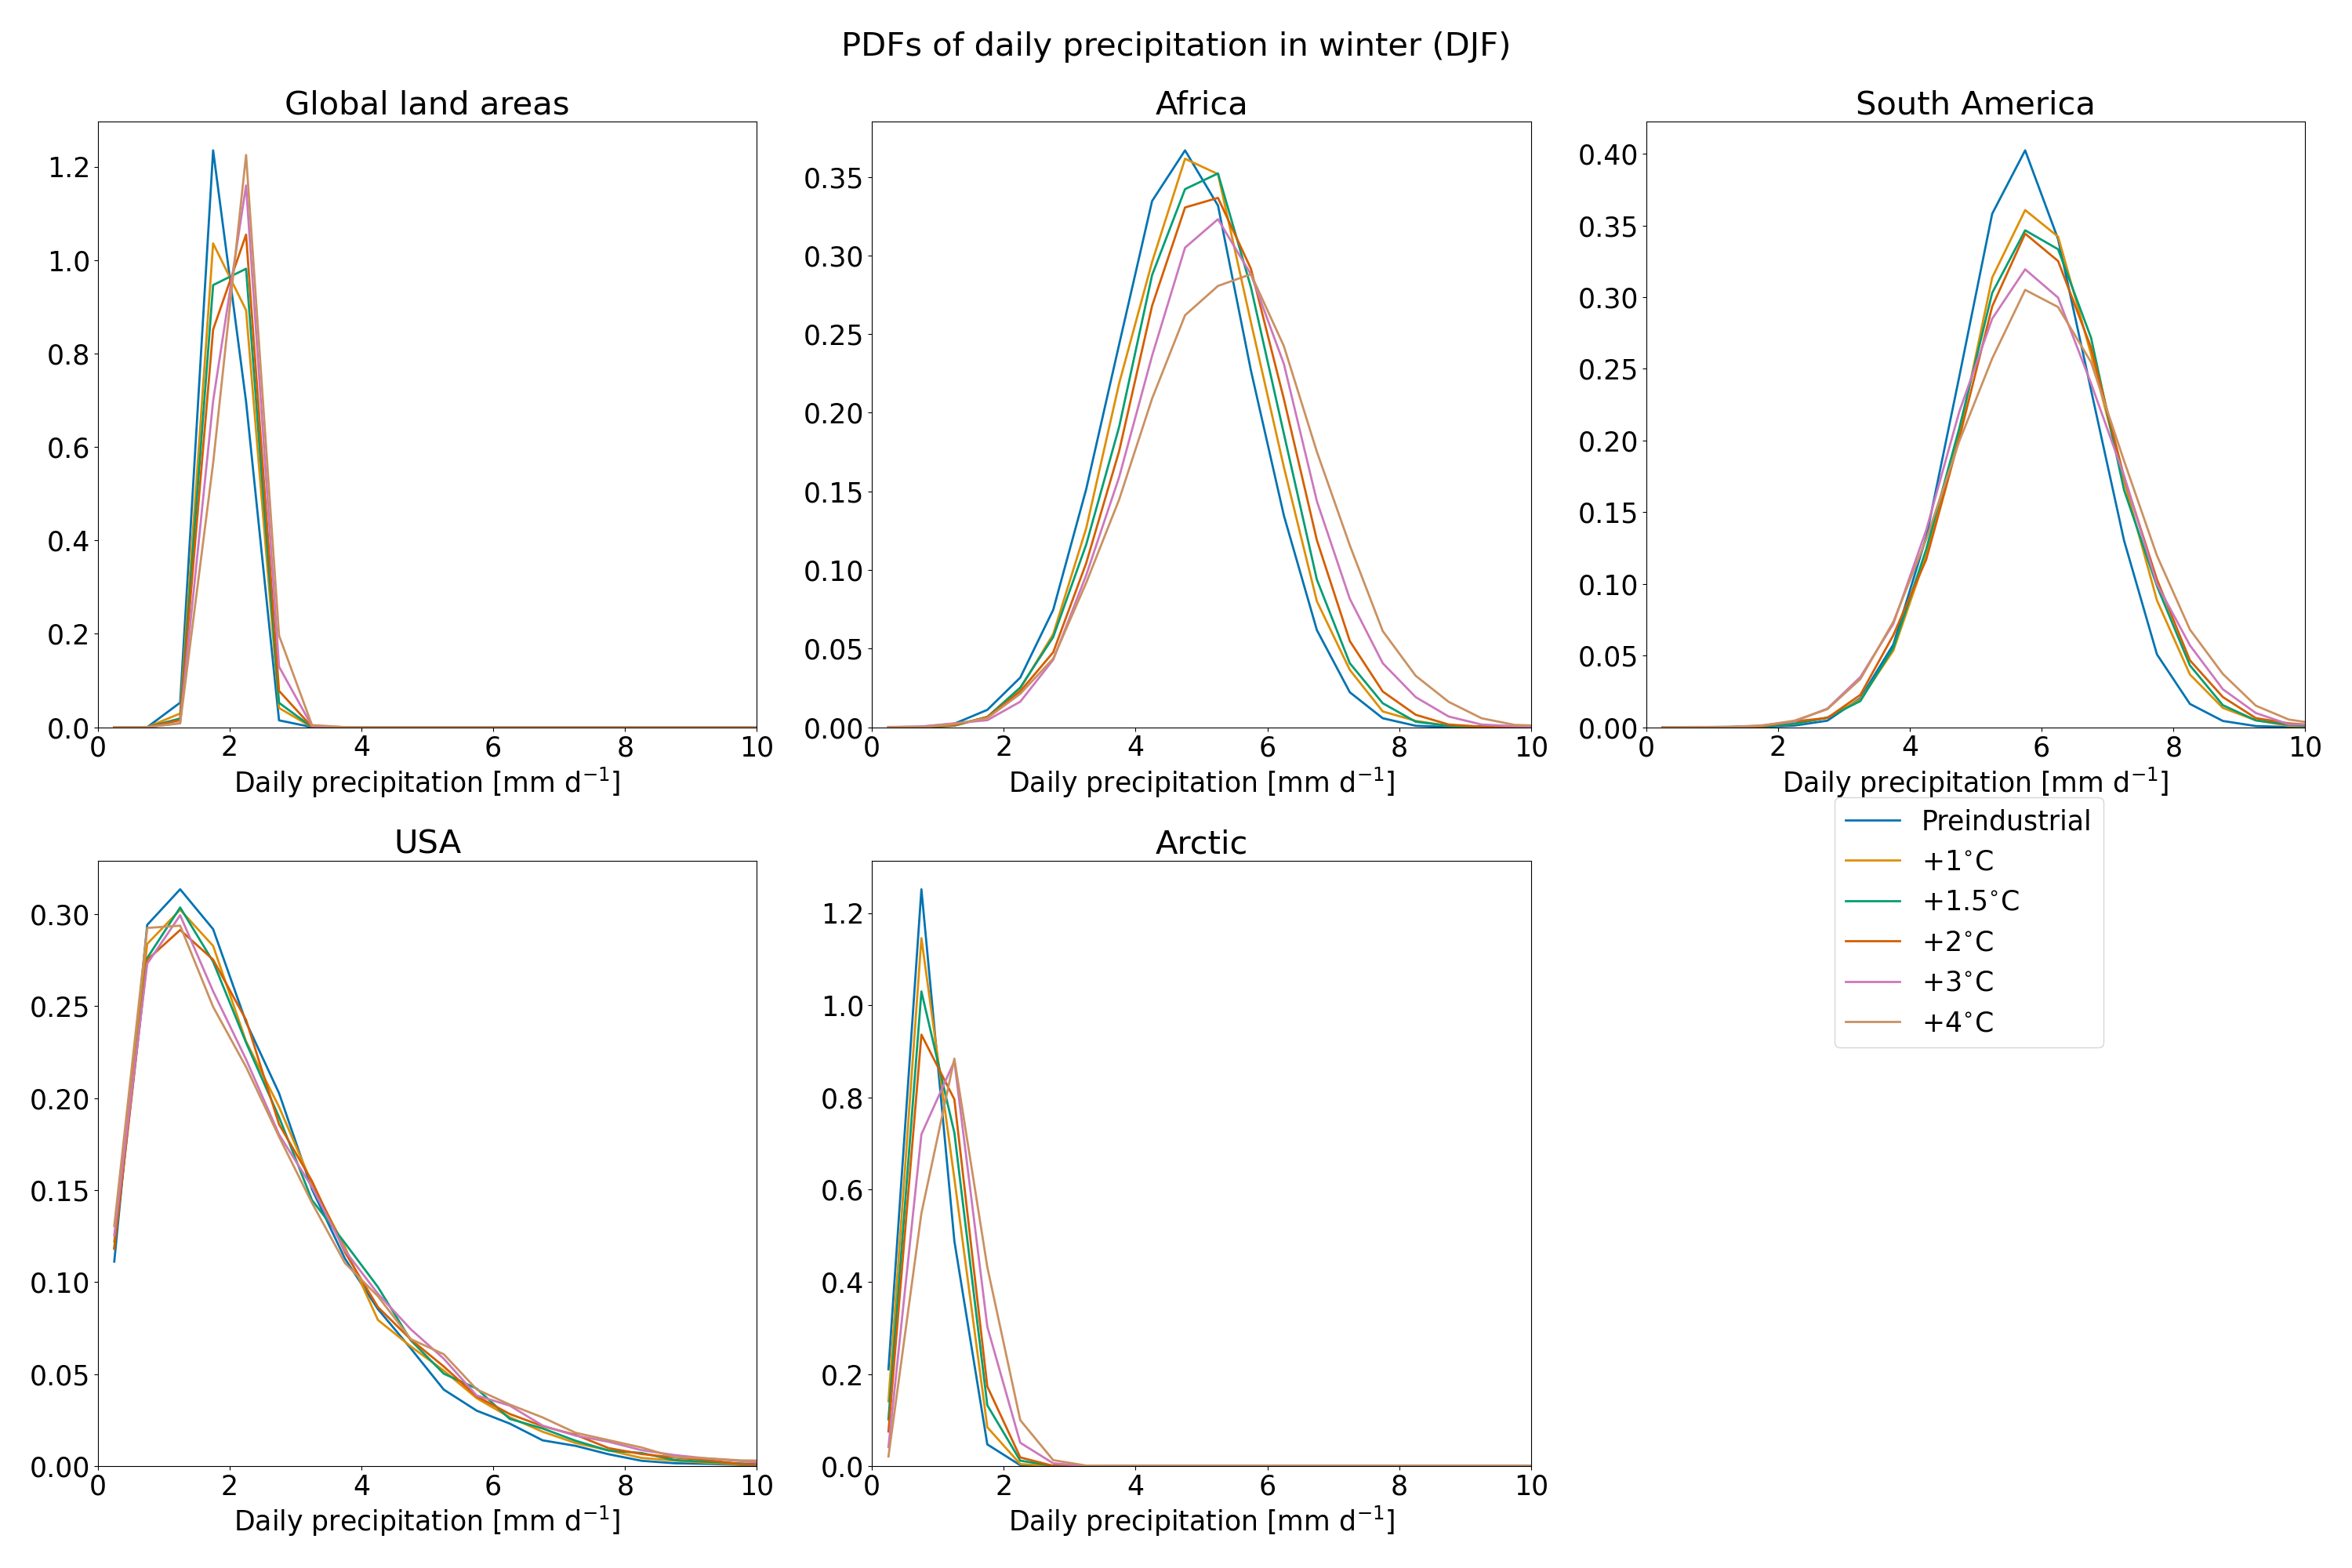 PDFs of daily precipitation in winter (DJF)
Global land areas
1.2
1.0
0.8
0.6
0.4
0.2
0.0
0 2 4 6 8 10
Daily precipitation [mm d⁻¹]
Africa
0.35
0.30
0.25
0.20
0.15
0.10
0.05
0.00
0 2 4 6 8 10
Daily precipitation [mm d⁻¹]
South America
0.40
0.35
0.30
0.25
0.20
0.15
0.10
0.05
0.00
0 2 4 6 8 10
Daily precipitation [mm d⁻¹]
Preindustrial
+1°C
+1.5°C
+2°C
+3°C
+4°C
USA
0.30
0.25
0.20
0.15
0.10
0.05
0.00
0 2 4 6 8 10
Daily precipitation [mm d⁻¹]
Arctic
1.2
1.0
0.8
0.6
0.4
0.2
0.0
0 2 4 6 8 10
Daily precipitation [mm d⁻¹]